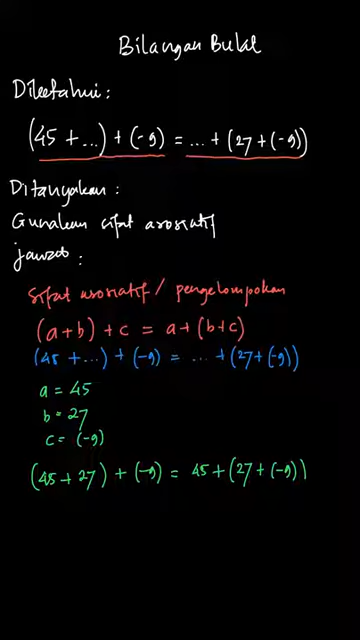 Bilangan Bulat
Diketahui:
(45 + ...) + (-9) = ... + (27 + (-9))
Ditanyakan:
Gunakan sifat asosiatif
Jawab:
Sifat asosiatif / pengelompokan
(a+b) + c = a + (b+c)
(45 + ...) + (-9) = ... + (27 + (-9))
a = 45
b = 27
c = (-9)
(45 + 27) + (-9) = 45 + (27 + (-9))